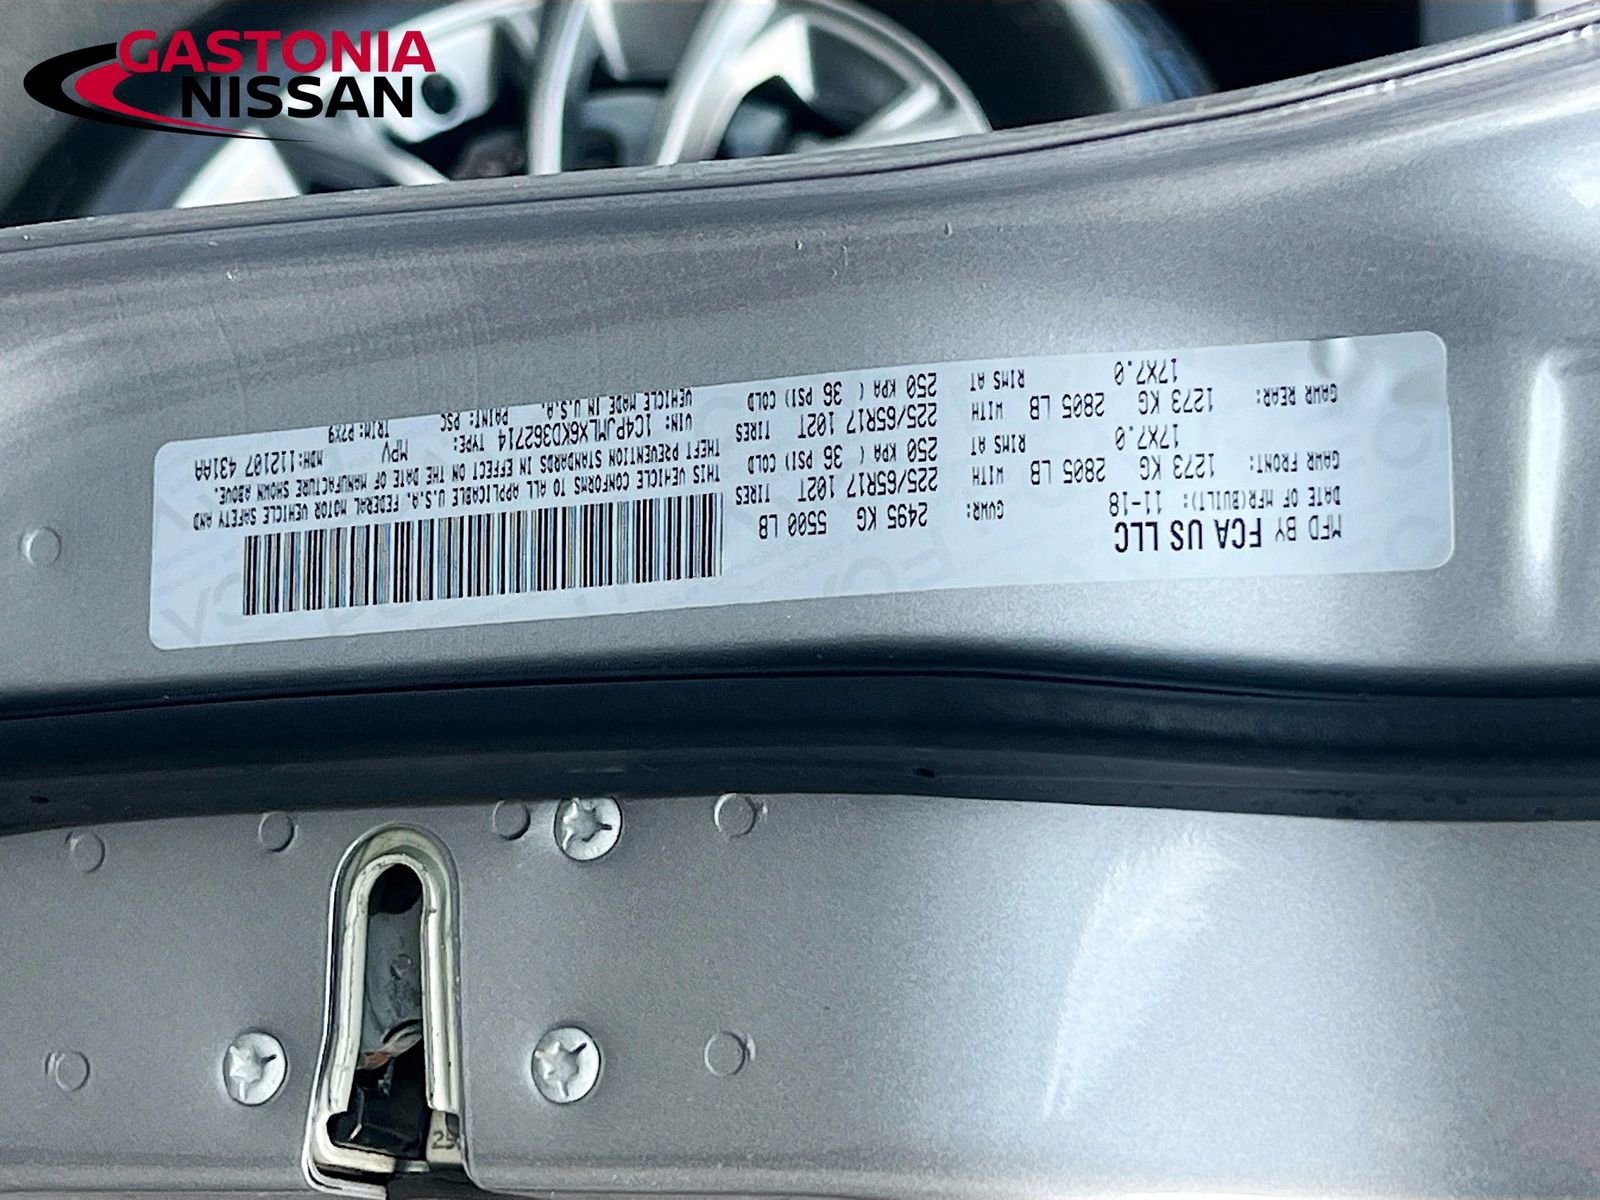 GASTONIA
NISSAN
MFD BY FCA US LLC
DATE OF MFR(BUILT): 11-18
GVWR: 2495 KG 5500 LB
GAWR FRONT: 1273 KG 2805 LB WITH 225/65R17 102T TIRES
17X7.0 RIMS AT 250 KPA ( 36 PSI) COLD
GAWR REAR: 1273 KG 2805 LB WITH 225/65R17 102T TIRES
17X7.0 RIMS AT 250 KPA ( 36 PSI) COLD
THIS VEHICLE CONFORMS TO ALL APPLICABLE U.S.A. FEDERAL MOTOR VEHICLE SAFETY AND
THEFT PREVENTION STANDARDS IN EFFECT ON THE DATE OF MANUFACTURE SHOWN ABOVE.
VIN: 1C4PJMLX6KD362714 TYPE: MPV MDH:112107 431AA
VEHICLE MADE IN U.S.A. PAINT: PSC TRIM: P7X9